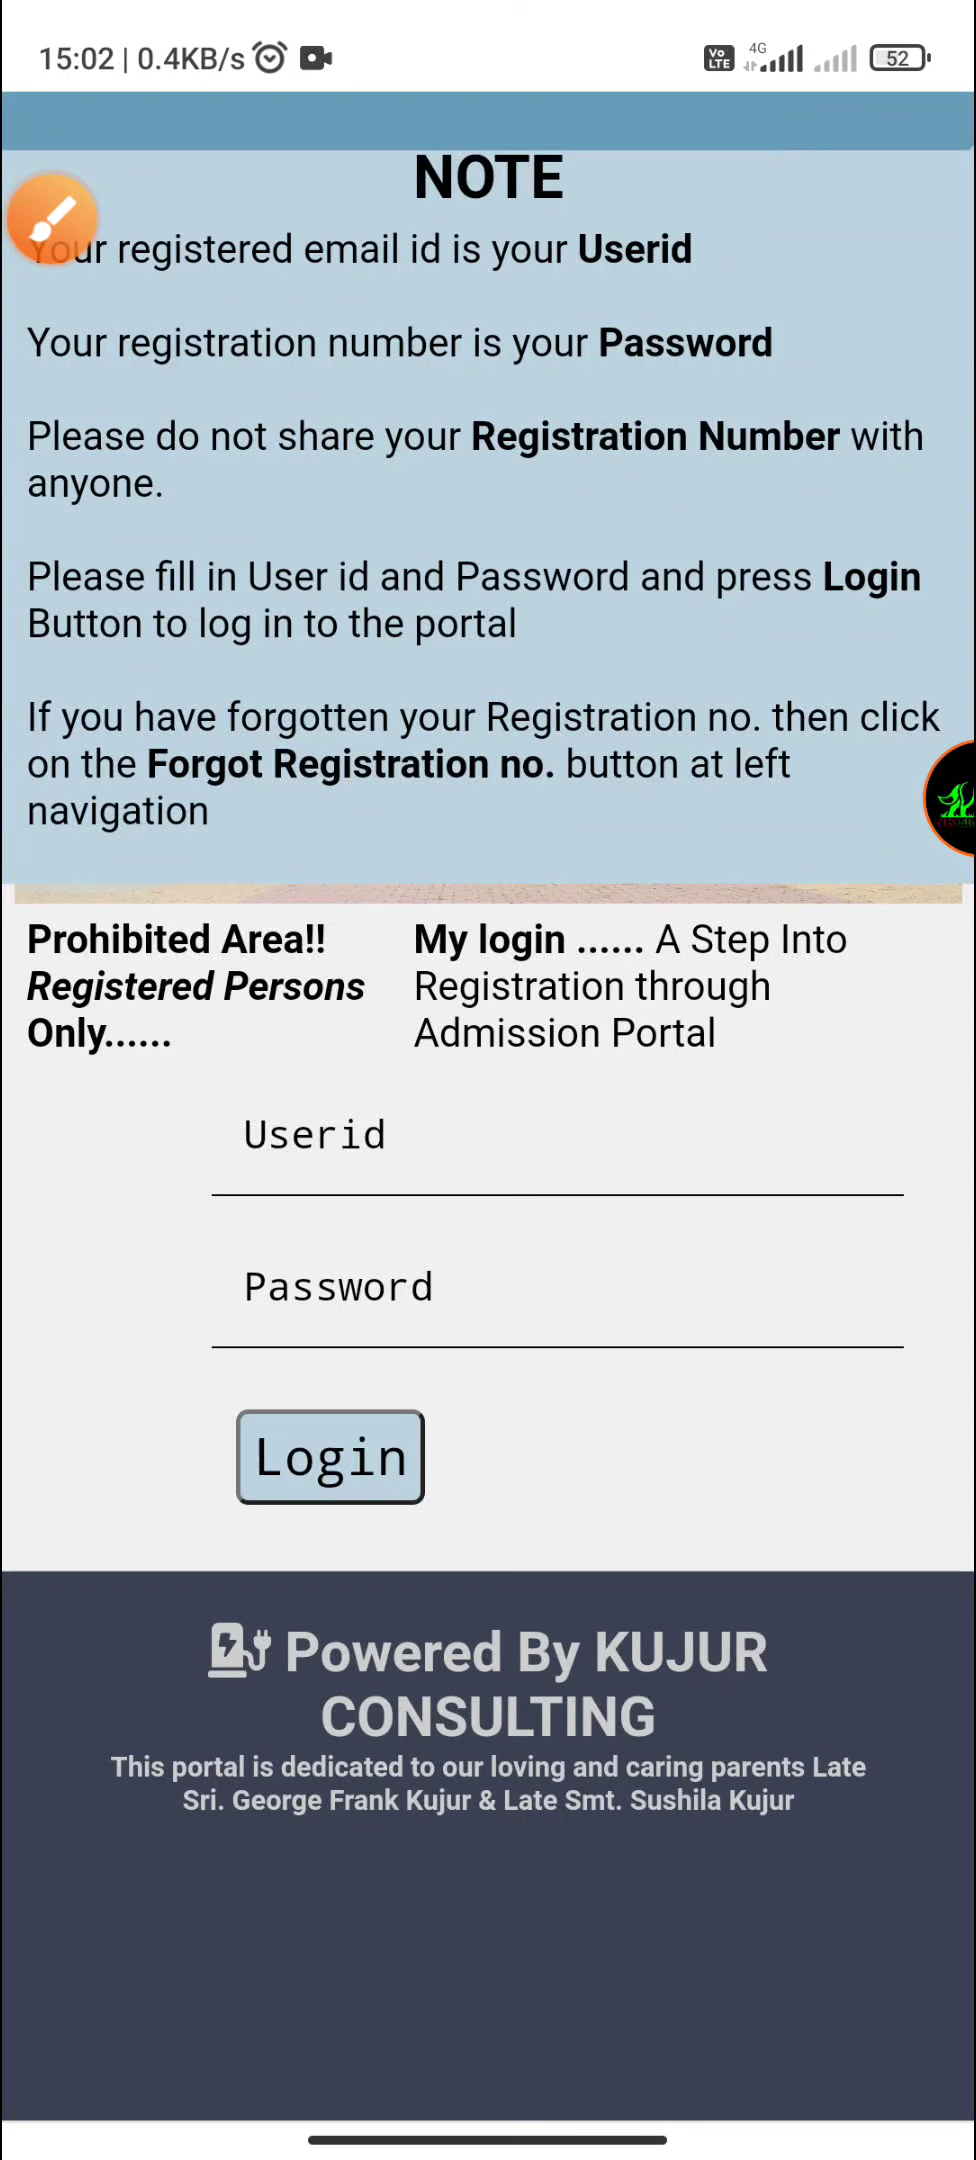 15:02 | 0.4KB/s
Vo LTE 4G 52
NOTE
Your registered email id is your Userid
Your registration number is your Password
Please do not share your Registration Number with
anyone.
Please fill in User id and Password and press Login
Button to log in to the portal
If you have forgotten your Registration no. then click
on the Forgot Registration no. button at left
navigation
Prohibited Area!!
Registered Persons
Only......
My login ...... A Step Into
Registration through
Admission Portal
Userid
Password
Login
Powered By KUJUR
CONSULTING
This portal is dedicated to our loving and caring parents Late
Sri. George Frank Kujur & Late Smt. Sushila Kujur